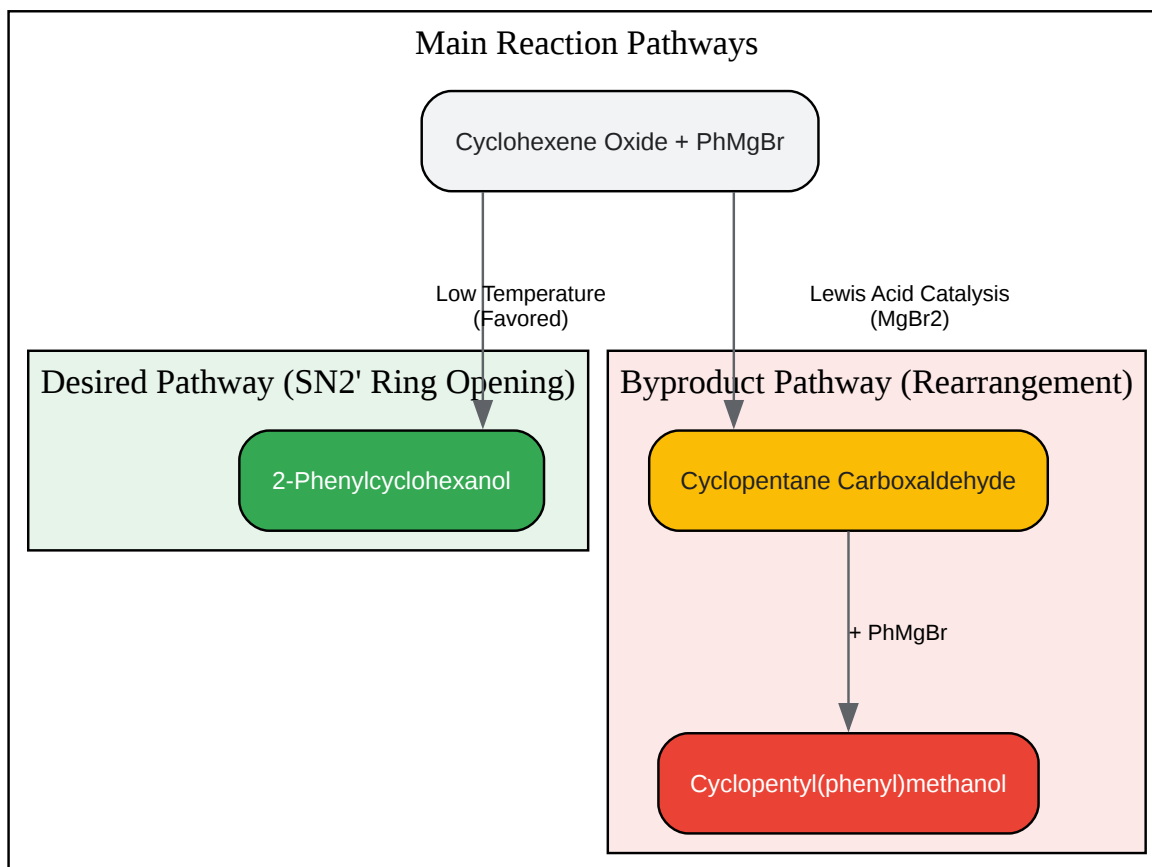 Main Reaction Pathways
Cyclohexene Oxide + PhMgBr
Low Temperature
(Favored)
Lewis Acid Catalysis
(MgBr2)
Desired Pathway (SN2' Ring Opening)
2-Phenylcyclohexanol
Byproduct Pathway (Rearrangement)
Cyclopentane Carboxaldehyde
+ PhMgBr
Cyclopentyl(phenyl)methanol